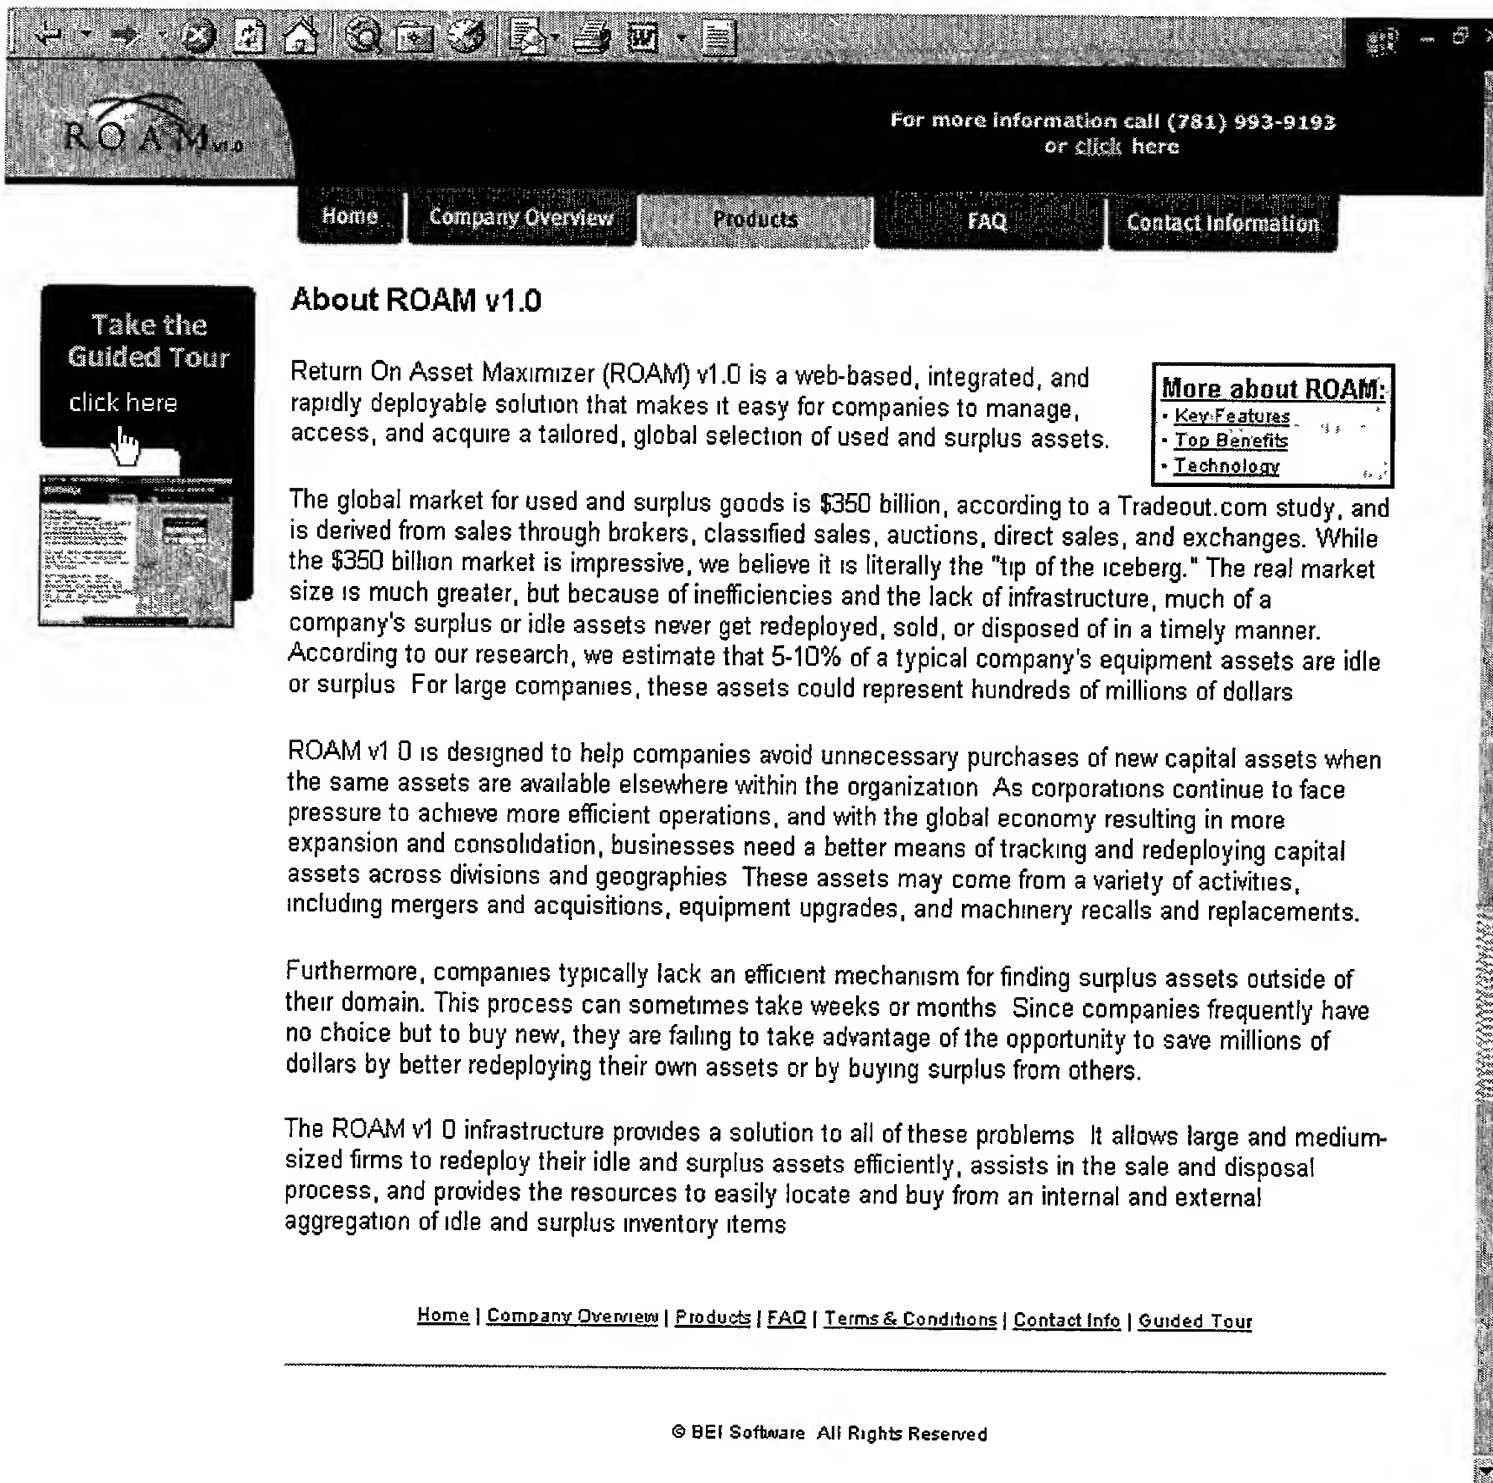 ROAM v1.0
For more information call (781) 993-9193
or click here
Home
Company Overview
Products
FAQ
Contact Information
Take the
Guided Tour
click here
About ROAM v1.0
Return On Asset Maximizer (ROAM) v1.0 is a web-based, integrated, and
rapidly deployable solution that makes it easy for companies to manage,
access, and acquire a tailored, global selection of used and surplus assets.
More about ROAM:
• Key Features
• Top Benefits
• Technology
The global market for used and surplus goods is $350 billion, according to a Tradeout.com study, and
is derived from sales through brokers, classified sales, auctions, direct sales, and exchanges. While
the $350 billion market is impressive, we believe it is literally the "tip of the iceberg." The real market
size is much greater, but because of inefficiencies and the lack of infrastructure, much of a
company's surplus or idle assets never get redeployed, sold, or disposed of in a timely manner.
According to our research, we estimate that 5-10% of a typical company's equipment assets are idle
or surplus For large companies, these assets could represent hundreds of millions of dollars
ROAM v1 0 is designed to help companies avoid unnecessary purchases of new capital assets when
the same assets are available elsewhere within the organization As corporations continue to face
pressure to achieve more efficient operations, and with the global economy resulting in more
expansion and consolidation, businesses need a better means of tracking and redeploying capital
assets across divisions and geographies These assets may come from a variety of activities,
including mergers and acquisitions, equipment upgrades, and machinery recalls and replacements.
Furthermore, companies typically lack an efficient mechanism for finding surplus assets outside of
their domain. This process can sometimes take weeks or months Since companies frequently have
no choice but to buy new, they are failing to take advantage of the opportunity to save millions of
dollars by better redeploying their own assets or by buying surplus from others.
The ROAM v1 0 infrastructure provides a solution to all of these problems It allows large and medium-
sized firms to redeploy their idle and surplus assets efficiently, assists in the sale and disposal
process, and provides the resources to easily locate and buy from an internal and external
aggregation of idle and surplus inventory items
Home | Company Overview | Products | FAQ | Terms & Conditions | Contact Info | Guided Tour
© BEI Software All Rights Reserved